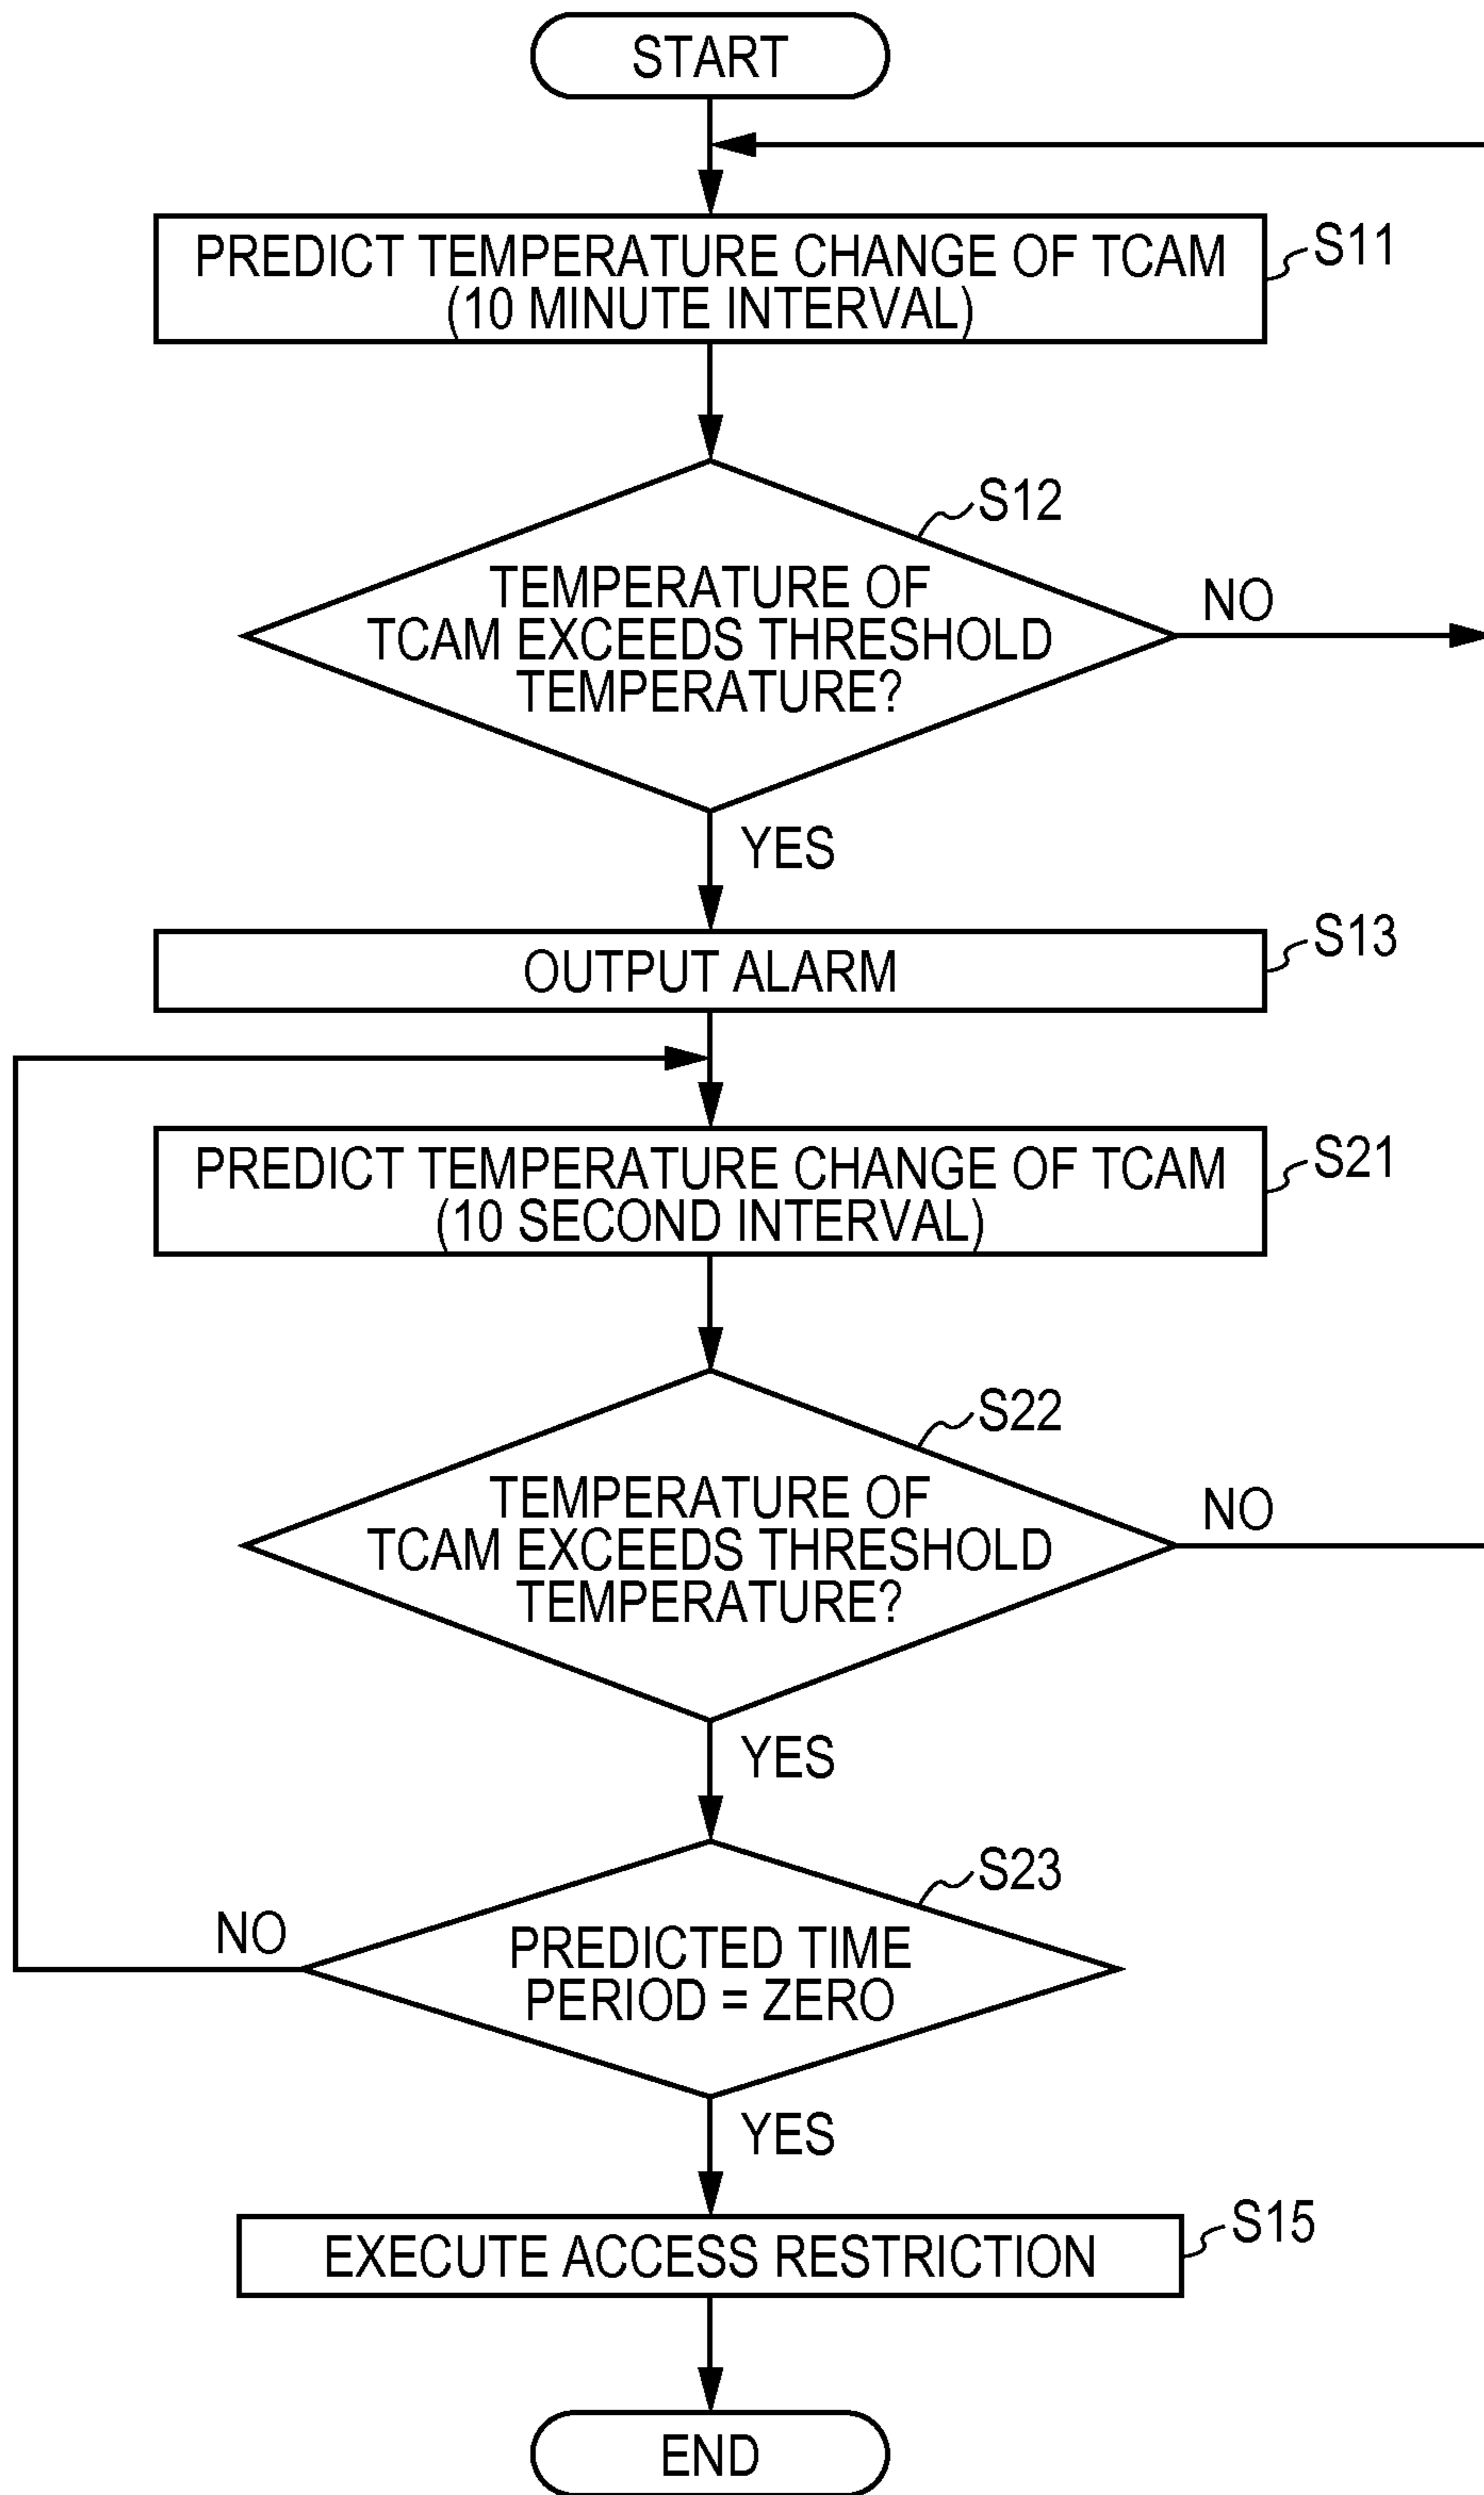 START
PREDICT TEMPERATURE CHANGE OF TCAM
(10 MINUTE INTERVAL)
S11
S12
TEMPERATURE OF
TCAM EXCEEDS THRESHOLD
TEMPERATURE?
NO
YES
OUTPUT ALARM
S13
PREDICT TEMPERATURE CHANGE OF TCAM
(10 SECOND INTERVAL)
S21
S22
TEMPERATURE OF
TCAM EXCEEDS THRESHOLD
TEMPERATURE?
NO
YES
S23
NO
PREDICTED TIME
PERIOD = ZERO
YES
EXECUTE ACCESS RESTRICTION
S15
END